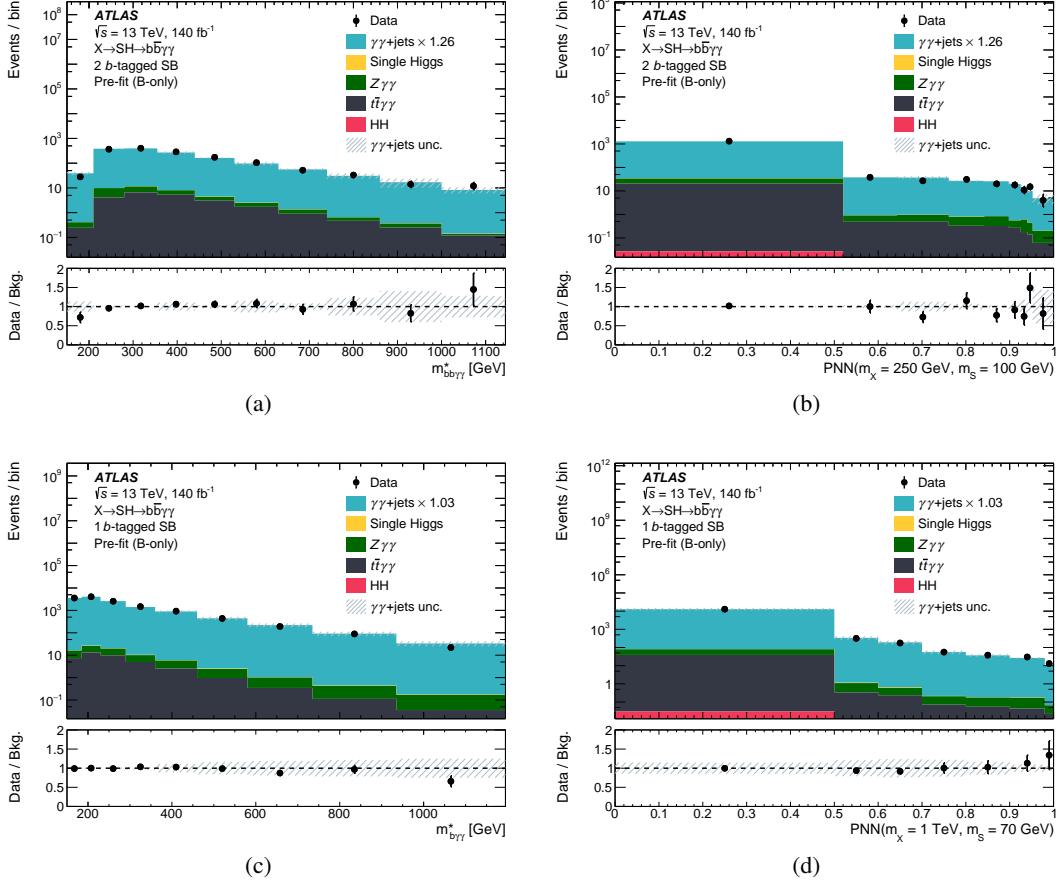 ATLAS
√s = 13 TeV, 140 fb⁻¹
X→SH→bb̄γγ
2 b-tagged SB
Pre-fit (B-only)
Data
γγ+jets × 1.26
Single Higgs
Zγγ
tt̄γγ
HH
γγ+jets unc.
Events / bin
10⁸
10⁷
10⁵
10³
10
10⁻¹
Data / Bkg.
2
1.5
1
0.5
0
200 300 400 500 600 700 800 900 1000 1100
m*bb̄γγ [GeV]
(a)
ATLAS
√s = 13 TeV, 140 fb⁻¹
X→SH→bb̄γγ
2 b-tagged SB
Pre-fit (B-only)
Data
γγ+jets × 1.26
Single Higgs
Zγγ
tt̄γγ
HH
γγ+jets unc.
Events / bin
10⁹
10⁷
10⁵
10³
10
10⁻¹
Data / Bkg.
2
1.5
1
0.5
0
0 0.1 0.2 0.3 0.4 0.5 0.6 0.7 0.8 0.9 1
PNN(mX = 250 GeV, mS = 100 GeV)
(b)
ATLAS
√s = 13 TeV, 140 fb⁻¹
X→SH→bb̄γγ
1 b-tagged SB
Pre-fit (B-only)
Data
γγ+jets × 1.03
Single Higgs
Zγγ
tt̄γγ
HH
γγ+jets unc.
Events / bin
10⁹
10⁷
10⁵
10³
10
10⁻¹
Data / Bkg.
2
1.5
1
0.5
0
200 400 600 800 1000
m*bγγ [GeV]
(c)
ATLAS
√s = 13 TeV, 140 fb⁻¹
X→SH→bb̄γγ
1 b-tagged SB
Pre-fit (B-only)
Data
γγ+jets × 1.03
Single Higgs
Zγγ
tt̄γγ
HH
γγ+jets unc.
Events / bin
10¹²
10¹⁰
10⁸
10⁶
10⁴
10²
1
Data / Bkg.
2
1.5
1
0.5
0
0 0.1 0.2 0.3 0.4 0.5 0.6 0.7 0.8 0.9 1
PNN(mX = 1 TeV, mS = 70 GeV)
(d)